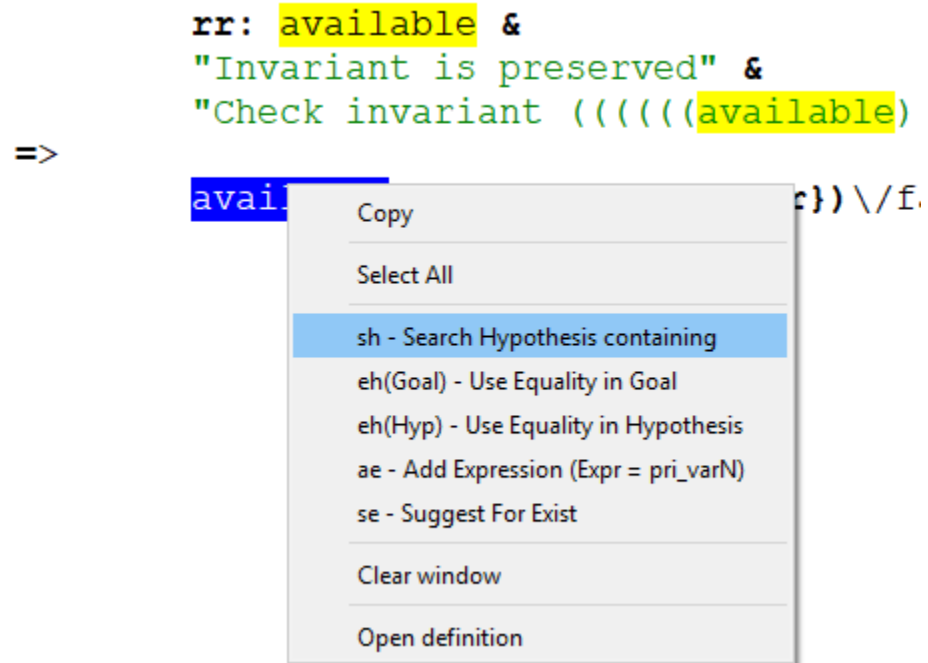 rr: available &
"Invariant is preserved" &
"Check invariant ((((((available)
=>
Copy
Select All
sh - Search Hypothesis containing
eh(Goal) - Use Equality in Goal
eh(Hyp) - Use Equality in Hypothesis
ae - Add Expression (Expr = pri_varN)
se - Suggest For Exist
Clear window
Open definition